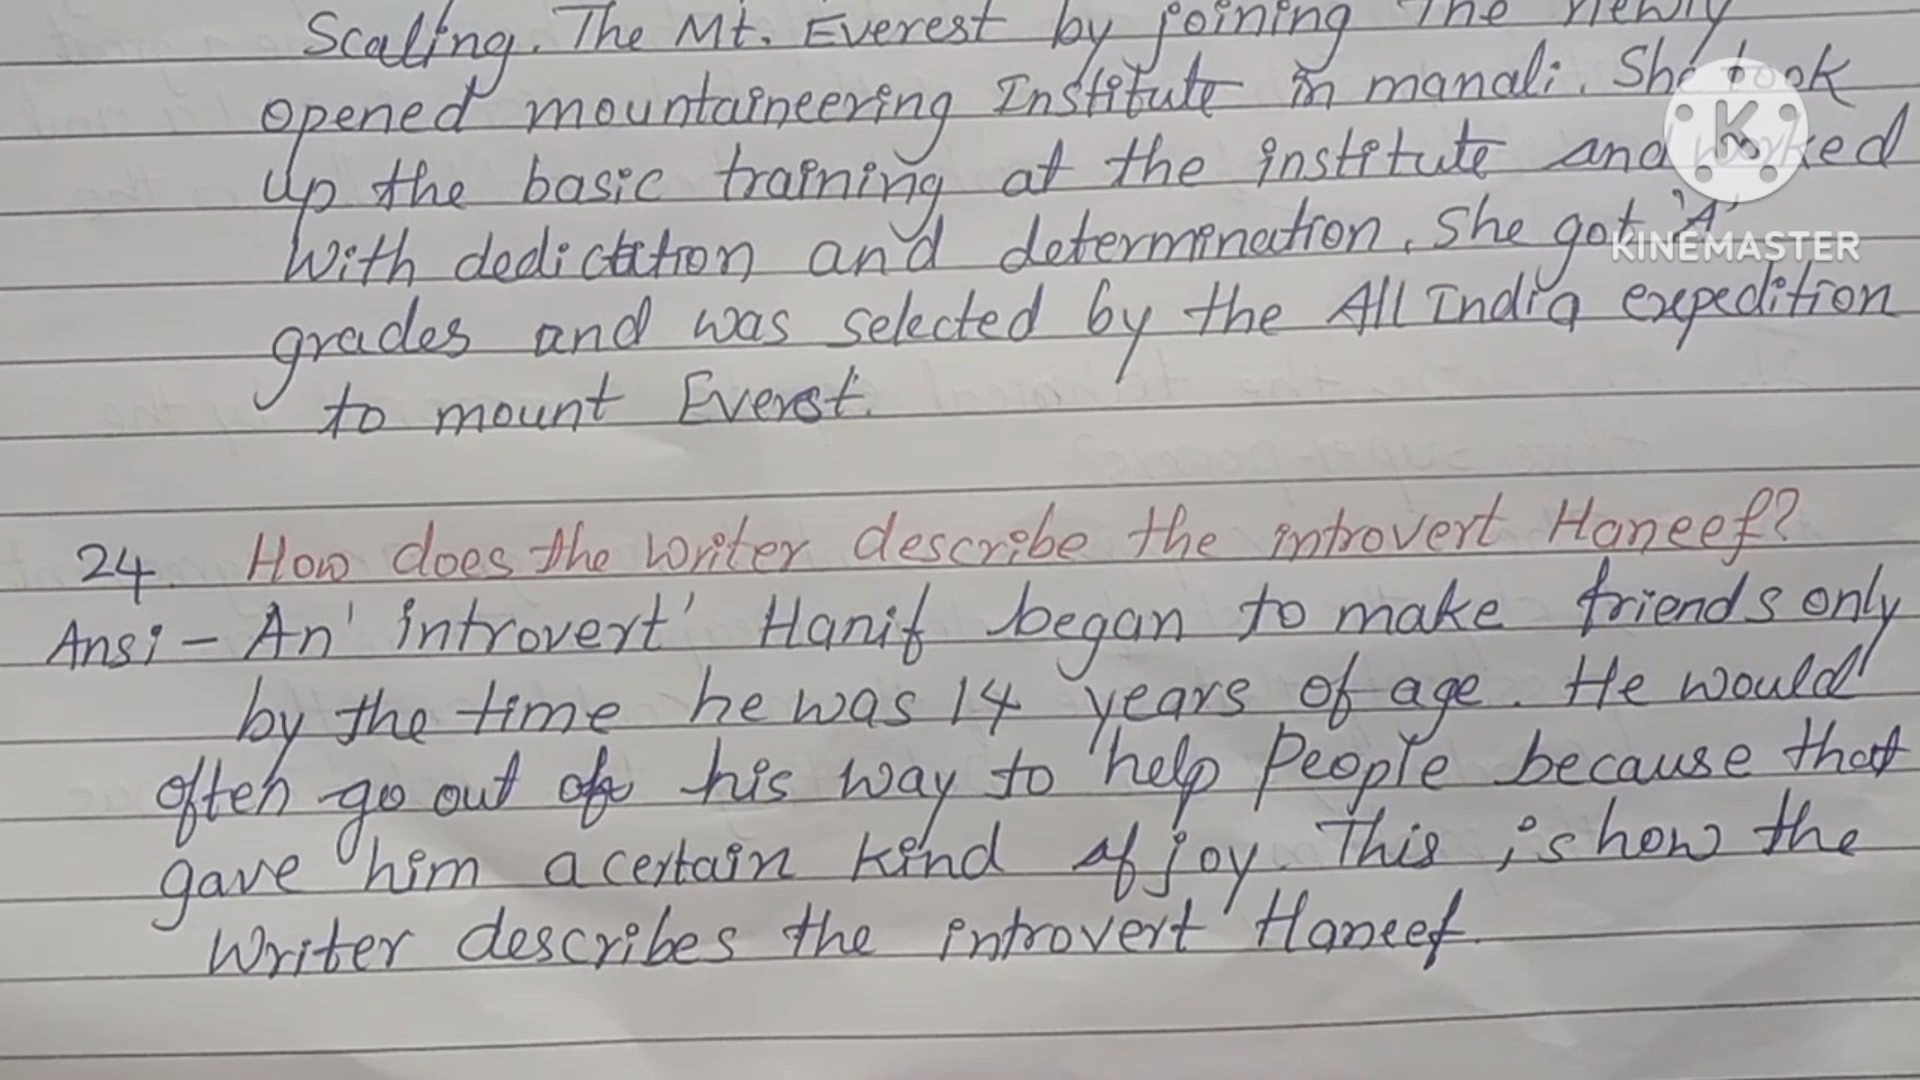 Scaling. The Mt. Everest by joining The newly
opened mountaineering Institute in manali. She took
up the basic training at the institute and worked
with dedictation and determination. She got 'A'
grades and was selected by the All India expedition
to mount Everst.
24. How does the writer describe the introvert Haneef?
Ans: - An 'introvert' Hanif began to make friends only
by the time he was 14 years of age. He would
often go out of his way to help People because that
gave him a certain kind of joy. This is how the
writer describes the introvert Haneef.
K
KINEMASTER